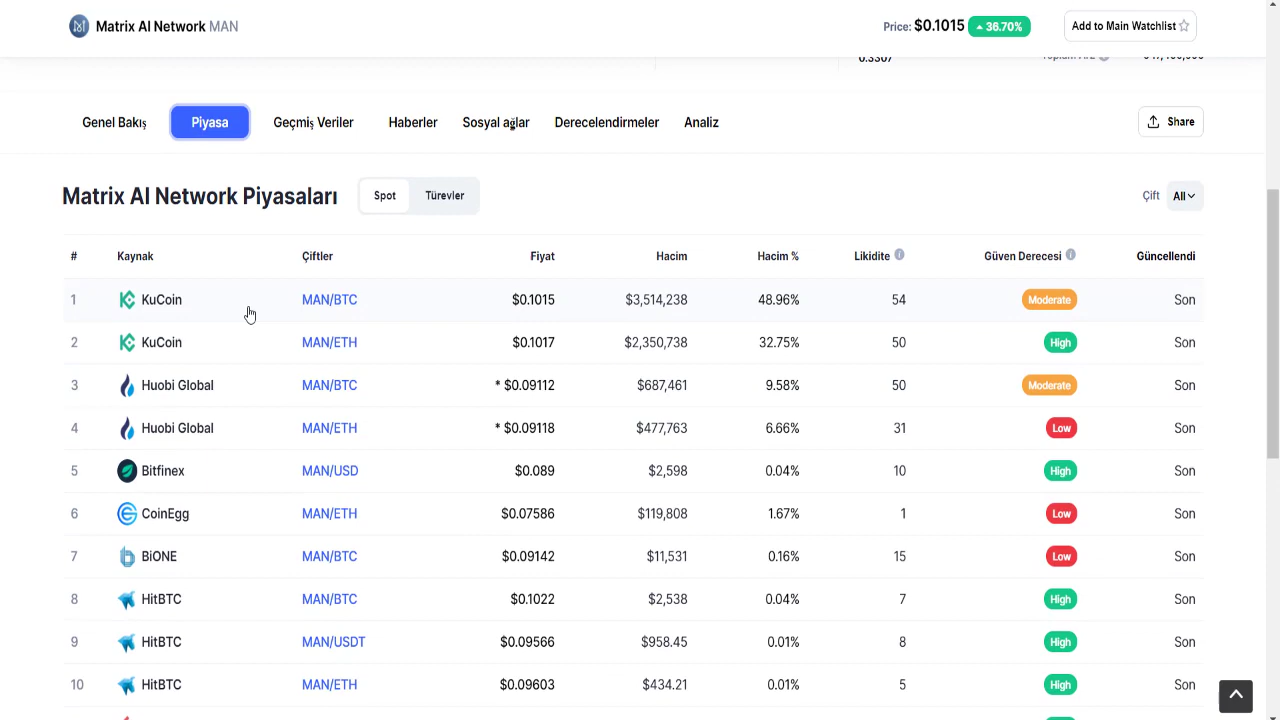 Matrix AI Network MAN Price: $0.1015 36.70% Add to Main Watchlist
Genel Bakış Piyasa Geçmiş Veriler Haberler Sosyal ağlar Derecelendirmeler Analiz Share
Matrix AI Network Piyasaları Spot Türevler Çift All
# Kaynak Çiftler Fiyat Hacim Hacim % Likidite Güven Derecesi Güncellendi
1 KuCoin MAN/BTC $0.1015 $3,514,238 48.96% 54 Moderate Son
2 KuCoin MAN/ETH $0.1017 $2,350,738 32.75% 50 High Son
3 Huobi Global MAN/BTC * $0.09112 $687,461 9.58% 50 Moderate Son
4 Huobi Global MAN/ETH * $0.09118 $477,763 6.66% 31 Low Son
5 Bitfinex MAN/USD $0.089 $2,598 0.04% 10 High Son
6 CoinEgg MAN/ETH $0.07586 $119,808 1.67% 1 Low Son
7 BiONE MAN/BTC $0.09142 $11,531 0.16% 15 Low Son
8 HitBTC MAN/BTC $0.1022 $2,538 0.04% 7 High Son
9 HitBTC MAN/USDT $0.09566 $958.45 0.01% 8 High Son
10 HitBTC MAN/ETH $0.09603 $434.21 0.01% 5 High Son